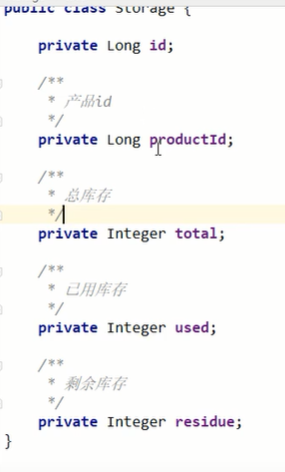 public class Storage {
private Long id;
/**
* 产品id
*/
private Long productId;
/**
* 总库存
*/
private Integer total;
/**
* 已用库存
*/
private Integer used;
/**
* 剩余库存
*/
private Integer residue;
}